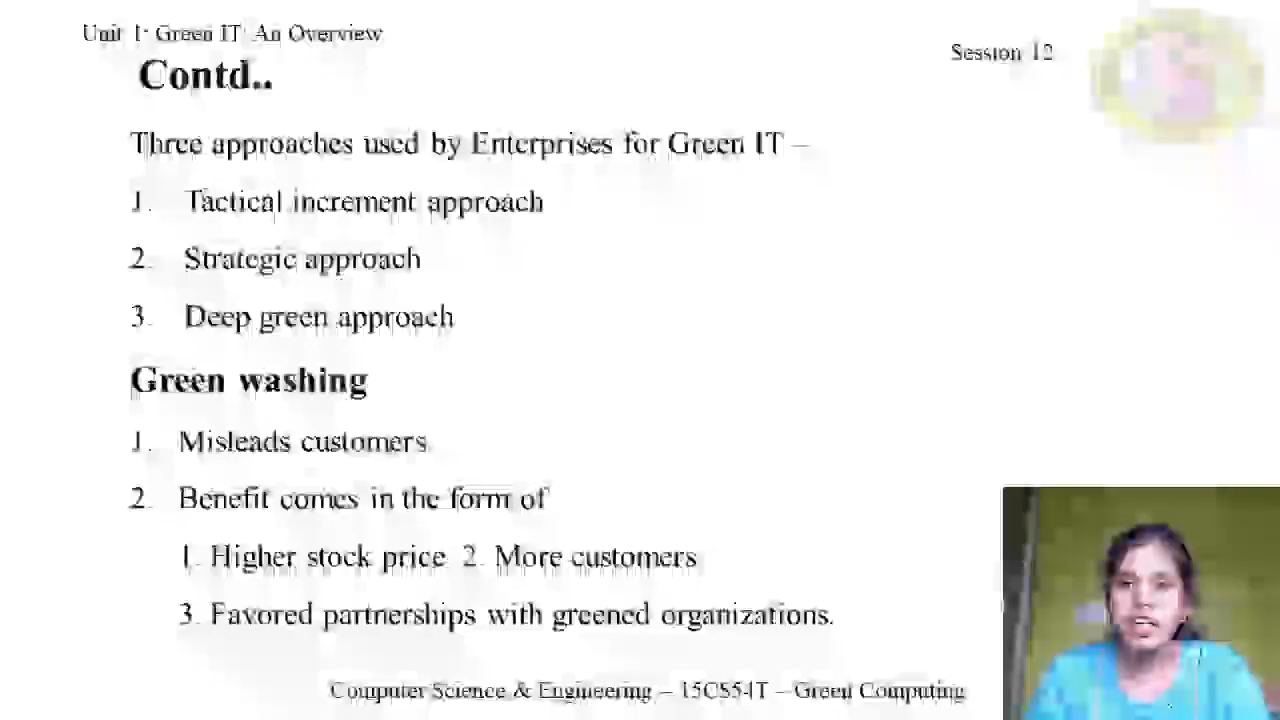 Unit 1: Green IT: An Overview
Session 12
Contd..
Three approaches used by Enterprises for Green IT –
1. Tactical increment approach
2. Strategic approach
3. Deep green approach
Green washing
1. Misleads customers.
2. Benefit comes in the form of
1. Higher stock price 2. More customers
3. Favored partnerships with greened organizations.
Computer Science & Engineering – – Green Computing